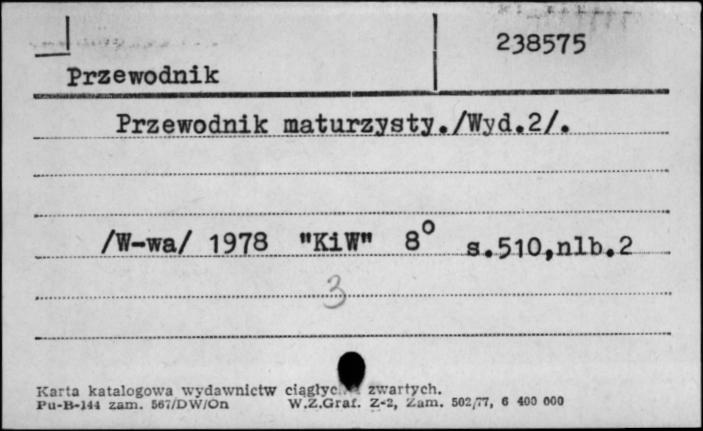 238575
Przewodnik
Przewodnik maturzysty./Wyd.2/.
/W-wa/ 1978 "KiW" 8° s.510,nlb.2
3
Karta katalogowa wydawnictw zwartych.
Pu-B-144 zam. 567/DW/On W.Z.Graf. Z-2, Zam. 502/77, 6 400 000